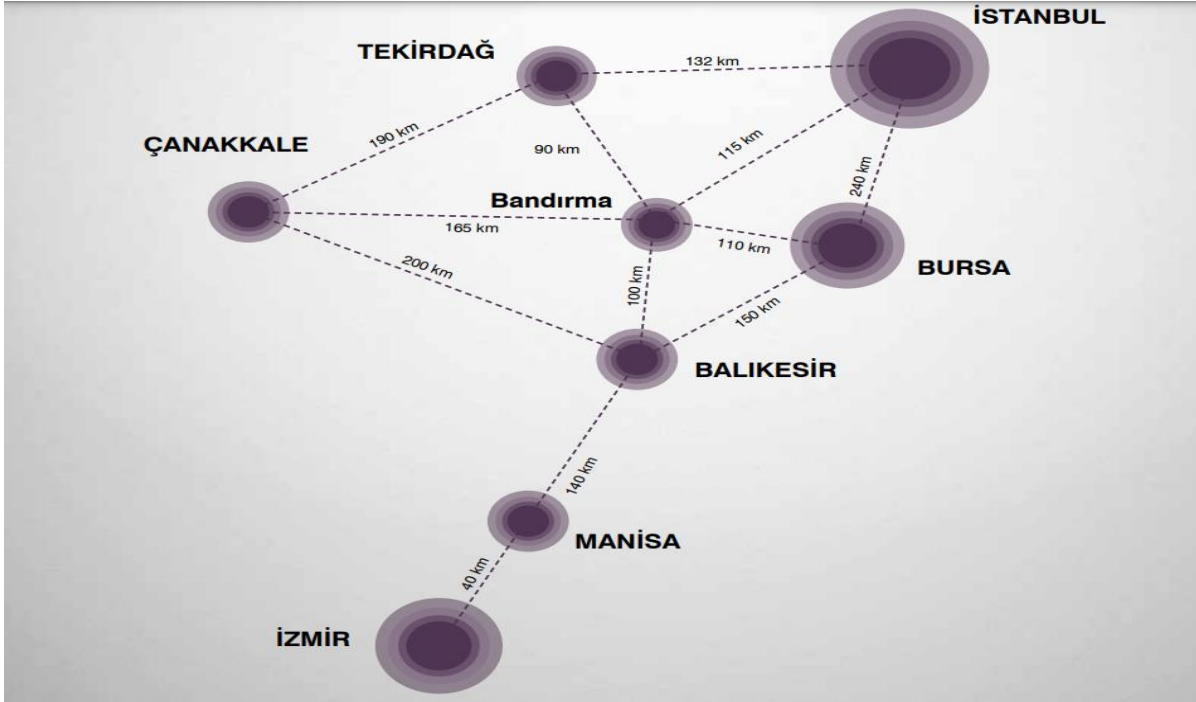 İSTANBUL
TEKİRDAĞ
132 km
190 km
ÇANAKKALE
90 km
115 km
240 km
Bandırma
165 km
110 km
BURSA
200 km
100 km
150 km
BALIKESİR
140 km
MANİSA
40 km
İZMİR